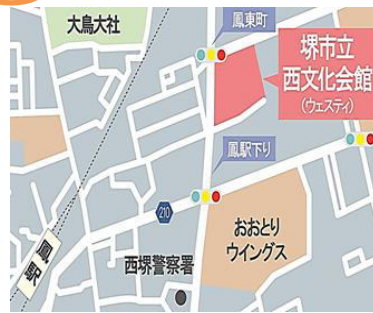 大鳥大社
鳳東町
堺市立
西文化会館
(ウェスティ)
鳳駅下り
210
おおとり
ウイングス
西堺警察署
鳳駅